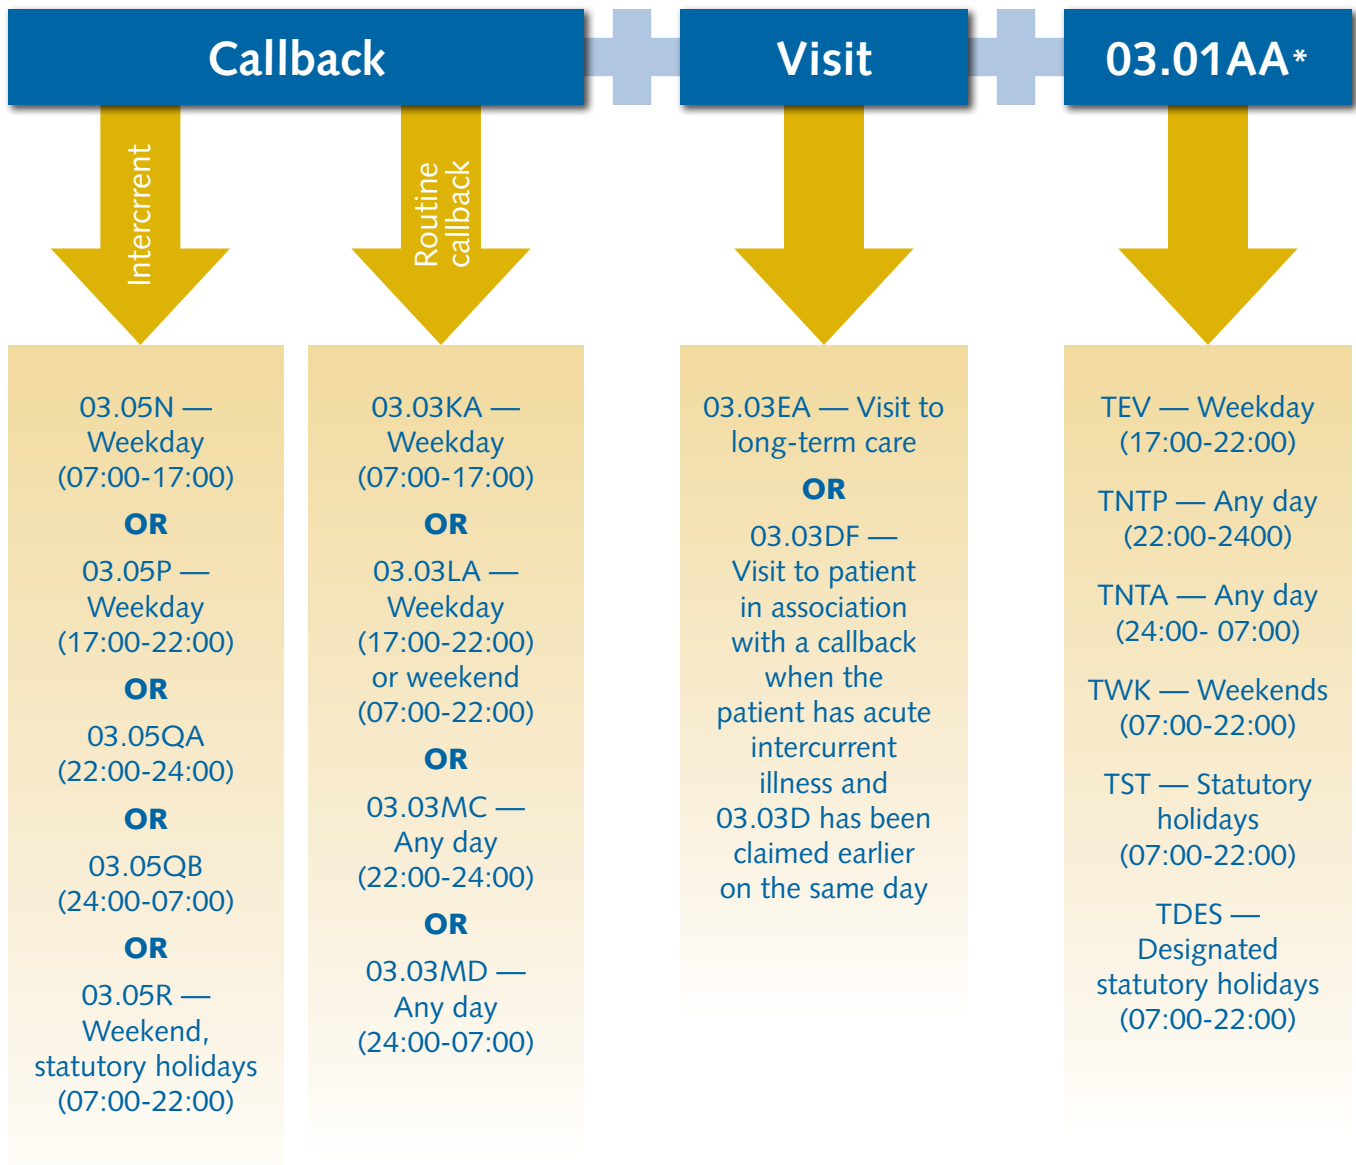 Callback
Visit
03.01AA*
Intercrrent
Routine
callback
03.05N —
Weekday
(07:00-17:00)
OR
03.05P —
Weekday
(17:00-22:00)
OR
03.05QA
(22:00-24:00)
OR
03.05QB
(24:00-07:00)
OR
03.05R —
Weekend,
statutory holidays
(07:00-22:00)
03.03KA —
Weekday
(07:00-17:00)
OR
03.03LA —
Weekday
(17:00-22:00)
or weekend
(07:00-22:00)
OR
03.03MC —
Any day
(22:00-24:00)
OR
03.03MD —
Any day
(24:00-07:00)
03.03EA — Visit to
long-term care
OR
03.03DF —
Visit to patient
in association
with a callback
when the
patient has acute
intercurrent
illness and
03.03D has been
claimed earlier
on the same day
TEV — Weekday
(17:00-22:00)
TNTP — Any day
(22:00-2400)
TNTA — Any day
(24:00- 07:00)
TWK — Weekends
(07:00-22:00)
TST — Statutory
holidays
(07:00-22:00)
TDES —
Designated
statutory holidays
(07:00-22:00)